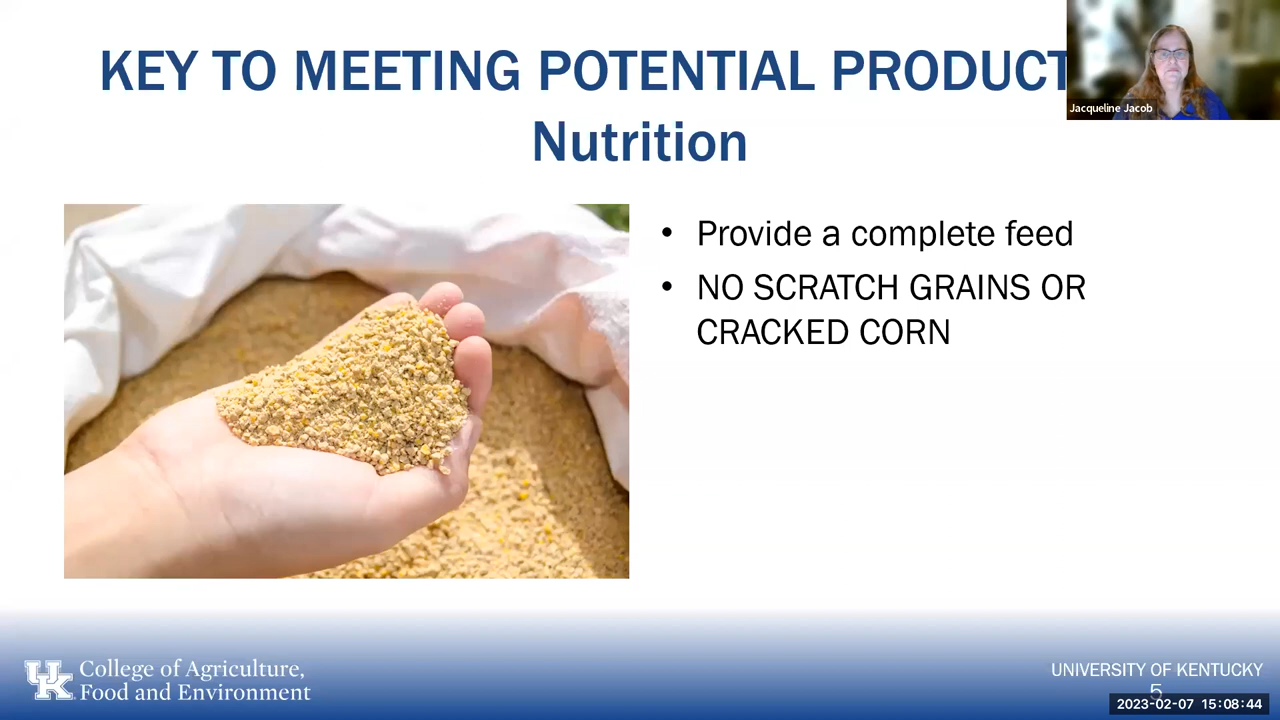 KEY TO MEETING POTENTIAL PRODUCT
Jacqueline Jacob
Nutrition
• Provide a complete feed
• NO SCRATCH GRAINS OR
CRACKED CORN
UK
College of Agriculture,
Food and Environment
UNIVERSITY OF KENTUCKY
5
2023-02-07 15:08:44